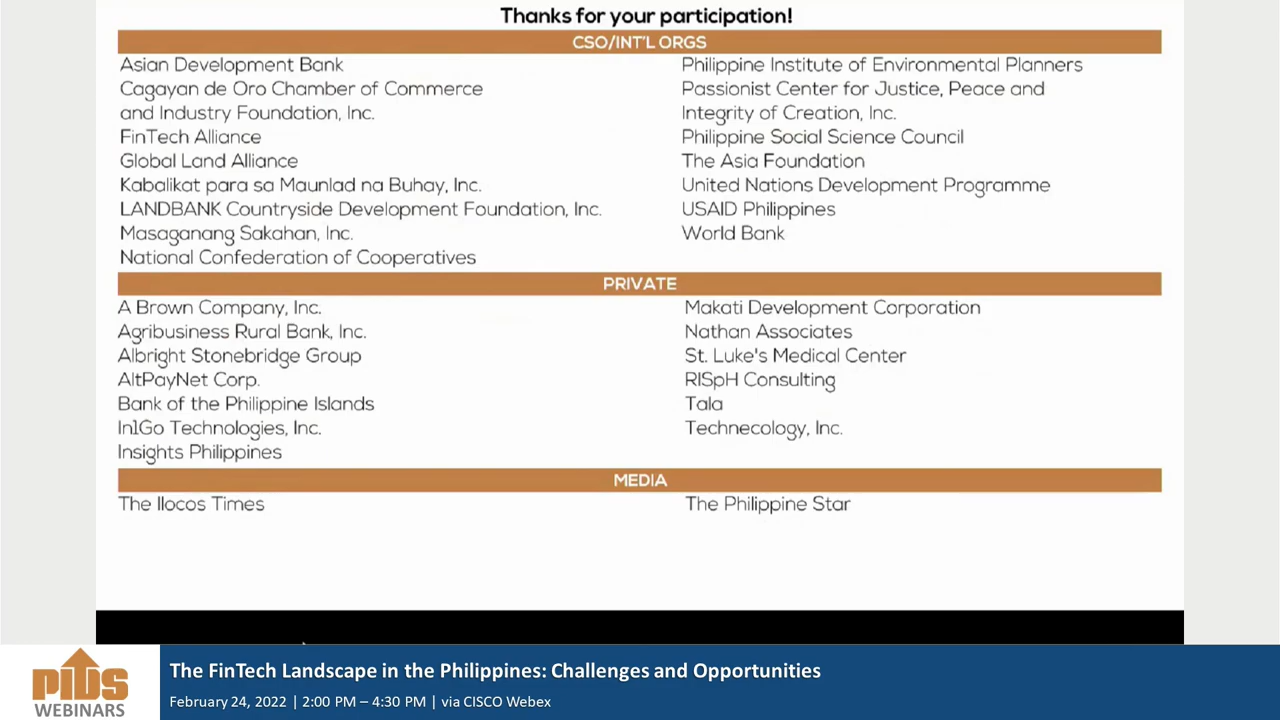 Thanks for your participation!
CSO/INT'L ORGS
Asian Development Bank
Cagayan de Oro Chamber of Commerce
and Industry Foundation, Inc.
FinTech Alliance
Global Land Alliance
Kabalikat para sa Maunlad na Buhay, Inc.
LANDBANK Countryside Development Foundation, Inc.
Masaganang Sakahan, Inc.
National Confederation of Cooperatives
Philippine Institute of Environmental Planners
Passionist Center for Justice, Peace and
Integrity of Creation, Inc.
Philippine Social Science Council
The Asia Foundation
United Nations Development Programme
USAID Philippines
World Bank
PRIVATE
A Brown Company, Inc.
Agribusiness Rural Bank, Inc.
Albright Stonebridge Group
AltPayNet Corp.
Bank of the Philippine Islands
In1Go Technologies, Inc.
Insights Philippines
Makati Development Corporation
Nathan Associates
St. Luke's Medical Center
RISpH Consulting
Tala
Technecology, Inc.
MEDIA
The Ilocos Times
The Philippine Star
PIDS
WEBINARS
The FinTech Landscape in the Philippines: Challenges and Opportunities
February 24, 2022 | 2:00 PM – 4:30 PM | via CISCO Webex